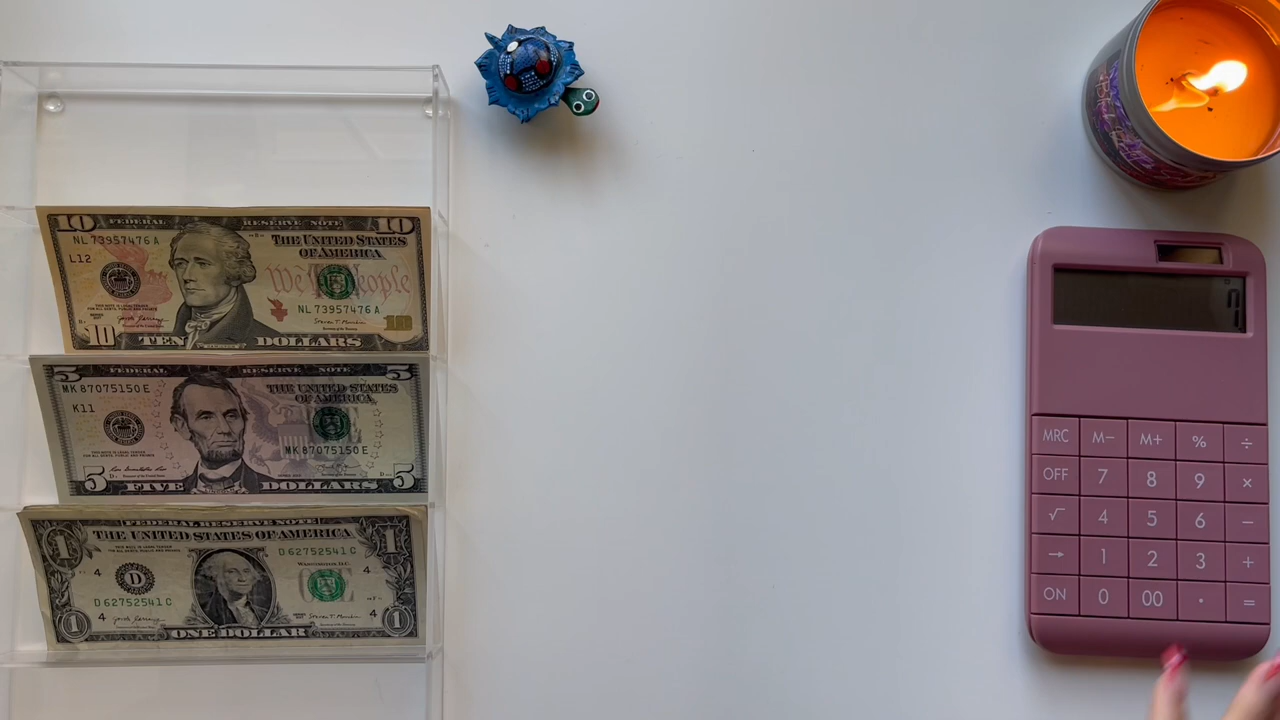 10 FEDERAL RESERVE NOTE 10
NL 73957476 A
THE UNITED STATES
OF AMERICA
L12
We the People
NL 73957476 A
10 TEN DOLLARS 10
5 FEDERAL RESERVE NOTE 5
MK 87075150 E
THE UNITED STATES
OF AMERICA
K11
MK 87075150 E
5 FIVE DOLLARS 5
FEDERAL RESERVE NOTE
1 THE UNITED STATES OF AMERICA 1
D 62752541 C
WASHINGTON, D.C.
4 D 4
D 62752541 C
4 4
1 ONE DOLLAR 1
MRC M− M+ % ÷
OFF 7 8 9 ×
√ 4 5 6 −
→ 1 2 3 +
ON 0 00 · =